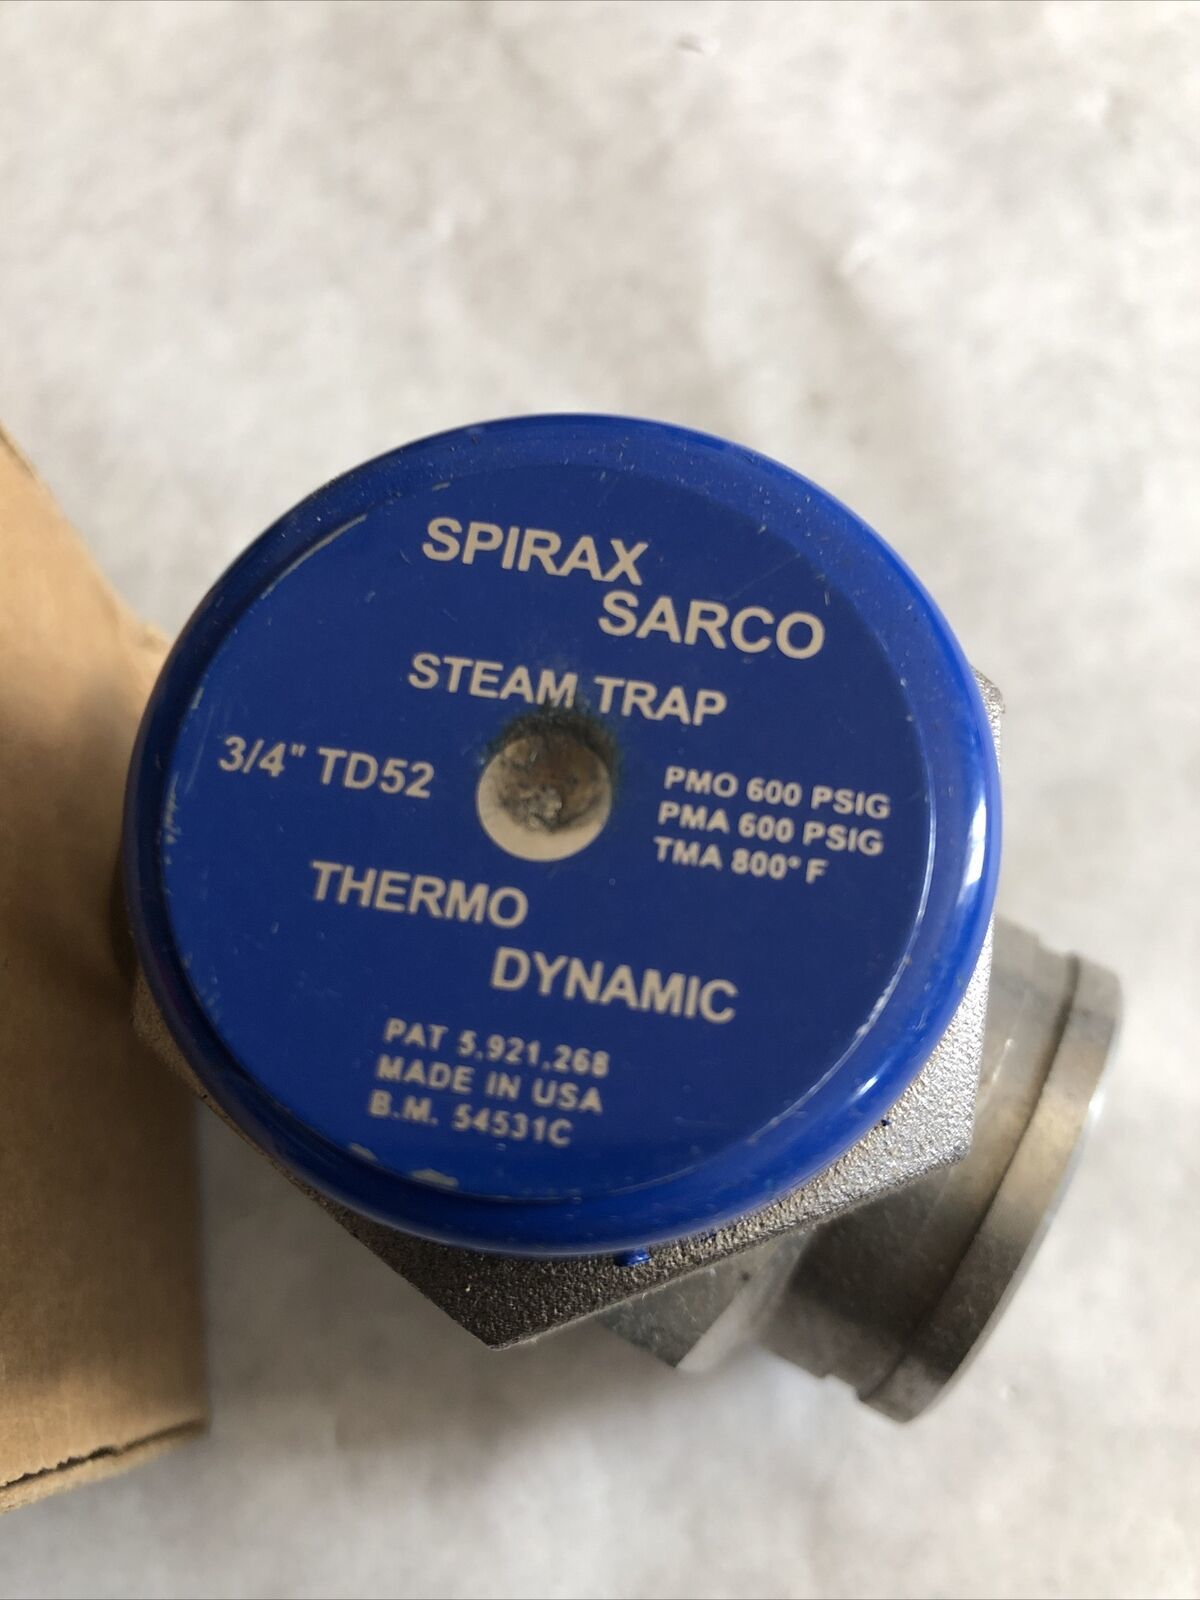 SPIRAX
SARCO
STEAM TRAP
3/4" TD52
PMO 600 PSIG
PMA 600 PSIG
TMA 800° F
THERMO
DYNAMIC
PAT 5,921,268
MADE IN USA
B.M. 54531C